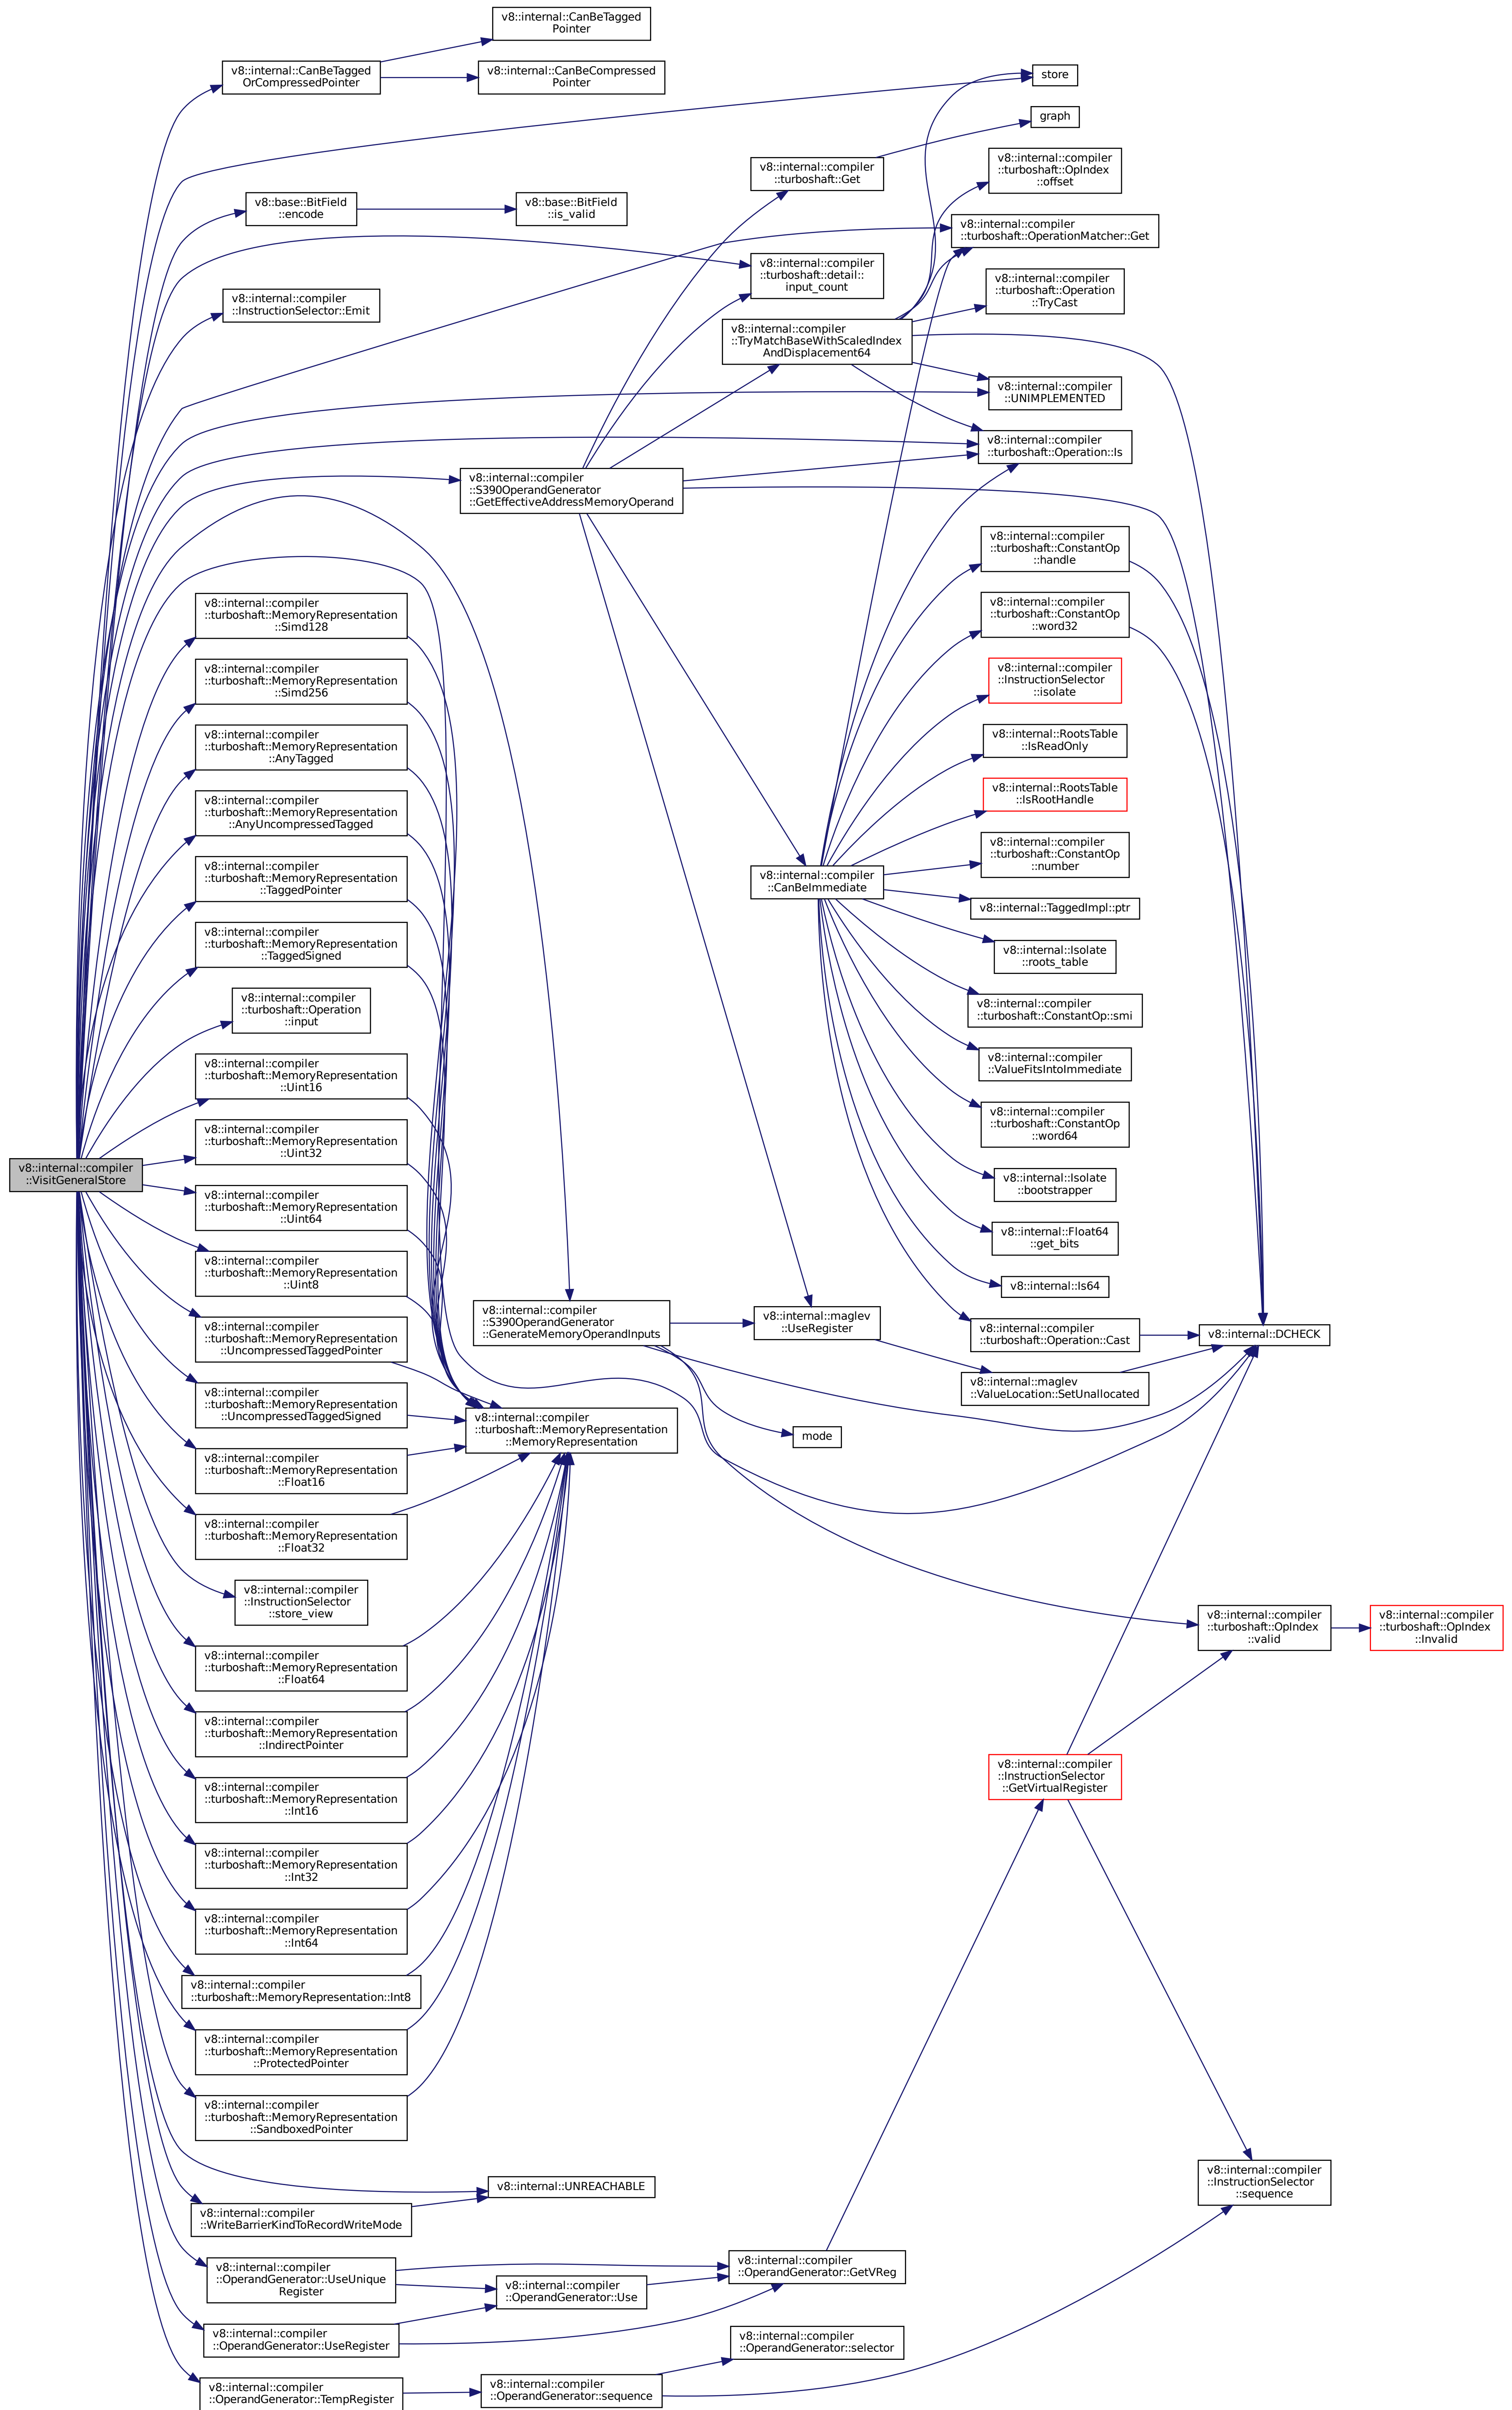 v8::internal::CanBeTagged
Pointer
v8::internal::CanBeTagged
OrCompressedPointer
v8::internal::CanBeCompressed
Pointer
store
graph
v8::internal::compiler
::turboshaft::Get
v8::internal::compiler
::turboshaft::OpIndex
::offset
v8::base::BitField
::encode
v8::base::BitField
::is_valid
v8::internal::compiler
::turboshaft::OperationMatcher::Get
v8::internal::compiler
::turboshaft::detail::
input_count
v8::internal::compiler
::InstructionSelector::Emit
v8::internal::compiler
::turboshaft::Operation
::TryCast
v8::internal::compiler
::TryMatchBaseWithScaledIndex
AndDisplacement64
v8::internal::compiler
::UNIMPLEMENTED
v8::internal::compiler
::turboshaft::Operation::Is
v8::internal::compiler
::S390OperandGenerator
::GetEffectiveAddressMemoryOperand
v8::internal::compiler
::turboshaft::ConstantOp
::handle
v8::internal::compiler
::turboshaft::MemoryRepresentation
::Simd128
v8::internal::compiler
::turboshaft::ConstantOp
::word32
v8::internal::compiler
::turboshaft::MemoryRepresentation
::Simd256
v8::internal::compiler
::InstructionSelector
::isolate
v8::internal::compiler
::turboshaft::MemoryRepresentation
::AnyTagged
v8::internal::RootsTable
::IsReadOnly
v8::internal::compiler
::turboshaft::MemoryRepresentation
::AnyUncompressedTagged
v8::internal::RootsTable
::IsRootHandle
v8::internal::compiler
::turboshaft::ConstantOp
::number
v8::internal::compiler
::turboshaft::MemoryRepresentation
::TaggedPointer
v8::internal::compiler
::CanBeImmediate
v8::internal::TaggedImpl::ptr
v8::internal::compiler
::turboshaft::MemoryRepresentation
::TaggedSigned
v8::internal::Isolate
::roots_table
v8::internal::compiler
::turboshaft::Operation
::input
v8::internal::compiler
::turboshaft::ConstantOp::smi
v8::internal::compiler
::turboshaft::MemoryRepresentation
::Uint16
v8::internal::compiler
::ValueFitsIntoImmediate
v8::internal::compiler
::turboshaft::MemoryRepresentation
::Uint32
v8::internal::compiler
::turboshaft::ConstantOp
::word64
v8::internal::compiler
::VisitGeneralStore
v8::internal::Isolate
::bootstrapper
v8::internal::compiler
::turboshaft::MemoryRepresentation
::Uint64
v8::internal::Float64
::get_bits
v8::internal::compiler
::turboshaft::MemoryRepresentation
::Uint8
v8::internal::Is64
v8::internal::compiler
::S390OperandGenerator
::GenerateMemoryOperandInputs
v8::internal::maglev
::UseRegister
v8::internal::compiler
::turboshaft::Operation::Cast
v8::internal::DCHECK
v8::internal::compiler
::turboshaft::MemoryRepresentation
::UncompressedTaggedPointer
v8::internal::maglev
::ValueLocation::SetUnallocated
v8::internal::compiler
::turboshaft::MemoryRepresentation
::UncompressedTaggedSigned
v8::internal::compiler
::turboshaft::MemoryRepresentation
::MemoryRepresentation
mode
v8::internal::compiler
::turboshaft::MemoryRepresentation
::Float16
v8::internal::compiler
::turboshaft::MemoryRepresentation
::Float32
v8::internal::compiler
::InstructionSelector
::store_view
v8::internal::compiler
::turboshaft::OpIndex
::valid
v8::internal::compiler
::turboshaft::OpIndex
::Invalid
v8::internal::compiler
::turboshaft::MemoryRepresentation
::Float64
v8::internal::compiler
::turboshaft::MemoryRepresentation
::IndirectPointer
v8::internal::compiler
::InstructionSelector
::GetVirtualRegister
v8::internal::compiler
::turboshaft::MemoryRepresentation
::Int16
v8::internal::compiler
::turboshaft::MemoryRepresentation
::Int32
v8::internal::compiler
::turboshaft::MemoryRepresentation
::Int64
v8::internal::compiler
::turboshaft::MemoryRepresentation::Int8
v8::internal::compiler
::turboshaft::MemoryRepresentation
::ProtectedPointer
v8::internal::compiler
::turboshaft::MemoryRepresentation
::SandboxedPointer
v8::internal::UNREACHABLE
v8::internal::compiler
::InstructionSelector
::sequence
v8::internal::compiler
::WriteBarrierKindToRecordWriteMode
v8::internal::compiler
::OperandGenerator::UseUnique
Register
v8::internal::compiler
::OperandGenerator::GetVReg
v8::internal::compiler
::OperandGenerator::Use
v8::internal::compiler
::OperandGenerator::UseRegister
v8::internal::compiler
::OperandGenerator::selector
v8::internal::compiler
::OperandGenerator::TempRegister
v8::internal::compiler
::OperandGenerator::sequence